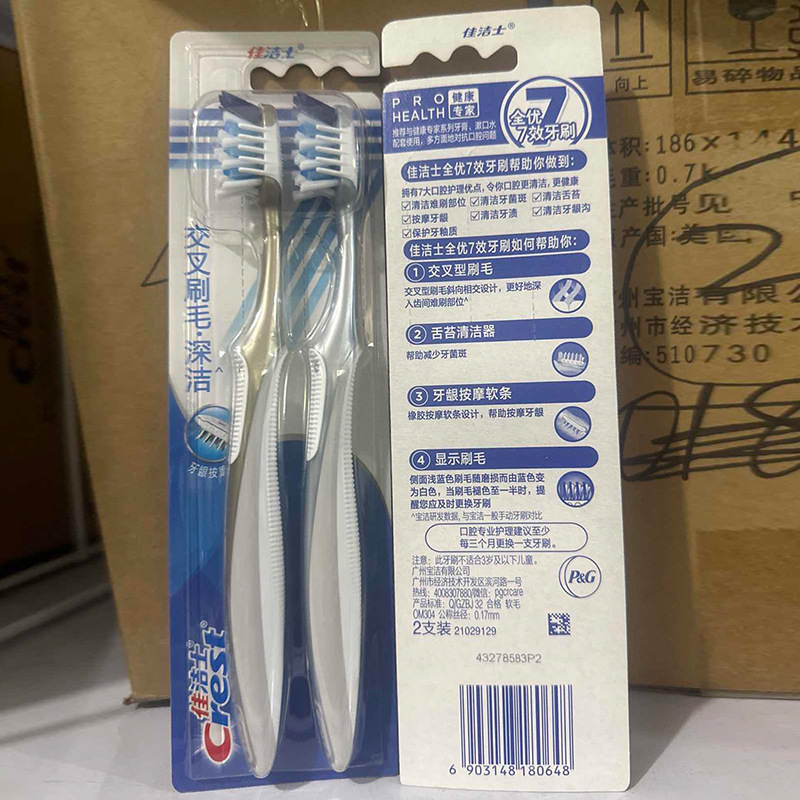 佳洁士
交叉刷毛·深洁^
牙龈按摩
佳洁士
Crest
佳洁士®
PRO
HEALTH
健康
专家
推荐与健康专家系列牙膏、漱口水
配套使用，多方面地对抗口腔问题
7
全优
7效牙刷
佳洁士全优7效牙刷帮助你做到：
拥有7大口腔护理优点，令你口腔更清洁，更健康
☑清洁难刷部位 ☑清洁牙菌斑 ☑清洁舌苔
☑按摩牙龈 ☑清洁牙渍 ☑清洁牙龈沟
☑保护牙釉质
佳洁士全优7效牙刷如何帮助你：
① 交叉型刷毛
交叉型刷毛斜向相交设计，更好地深
入齿间难刷部位^
② 舌苔清洁器
帮助减少牙菌斑
③ 牙龈按摩软条
橡胶按摩软条设计，帮助按摩牙龈
④ 显示刷毛
侧面浅蓝色刷毛随磨损而由蓝色变
为白色，当刷毛褪色至一半时，提
醒您应及时更换牙刷
^宝洁研发数据，与宝洁一般手动牙刷对比
口腔专业护理建议至少
每三个月更换一支牙刷。
注意：此牙刷不适合3岁及以下儿童。
广州宝洁有限公司
广州市经济技术开发区滨河路一号
热线：4008307880/微信：pgcrcare
产品标准：Q/GZBJ 32 合格 软毛
OM304 公称丝径：0.17mm
P&G
2支装 21029129
43278583P2
6 903148 180648
向上
易碎物品
积：186×144
重：0.7
产批号见
产国：美国
州宝洁有限公
州市经济技术
编：510730
2
018